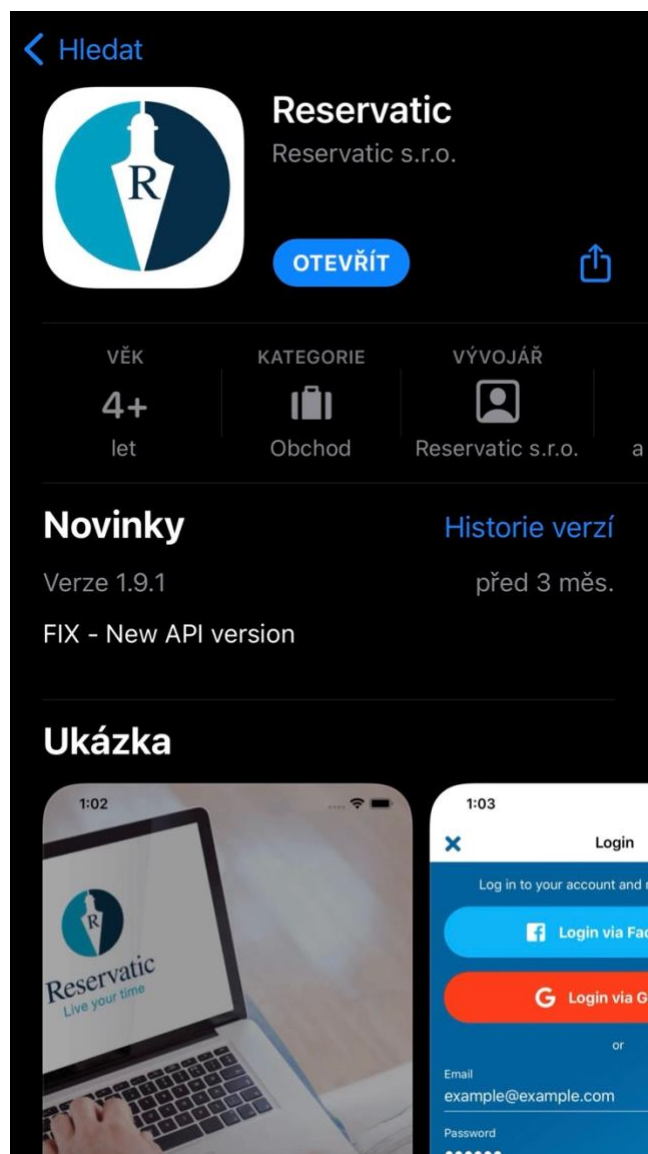 Hledat
Reservatic
Reservatic s.r.o.
R
OTEVŘÍT
VĚK
KATEGORIE
VÝVOJÁŘ
4+
let
Obchod
Reservatic s.r.o.
a
Novinky
Historie verzí
Verze 1.9.1
před 3 měs.
FIX - New API version
Ukázka
1:02
R
Reservatic
Live your time
1:03
Login
Log in to your account and
Login via
G Login via
or
Email
example@example.com
Password